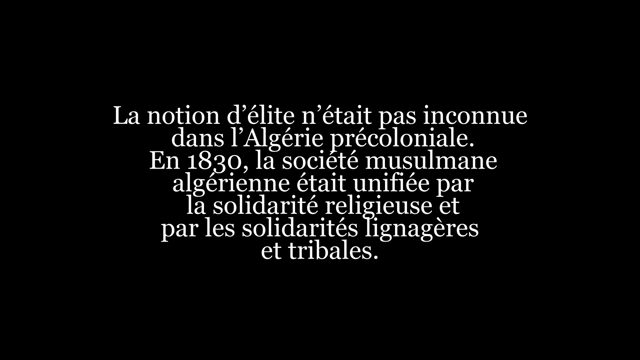 La notion d’élite n’était pas inconnue
dans l’Algérie précoloniale.
En 1830, la société musulmane
algérienne était unifiée par
la solidarité religieuse et
par les solidarités lignagères
et tribales.